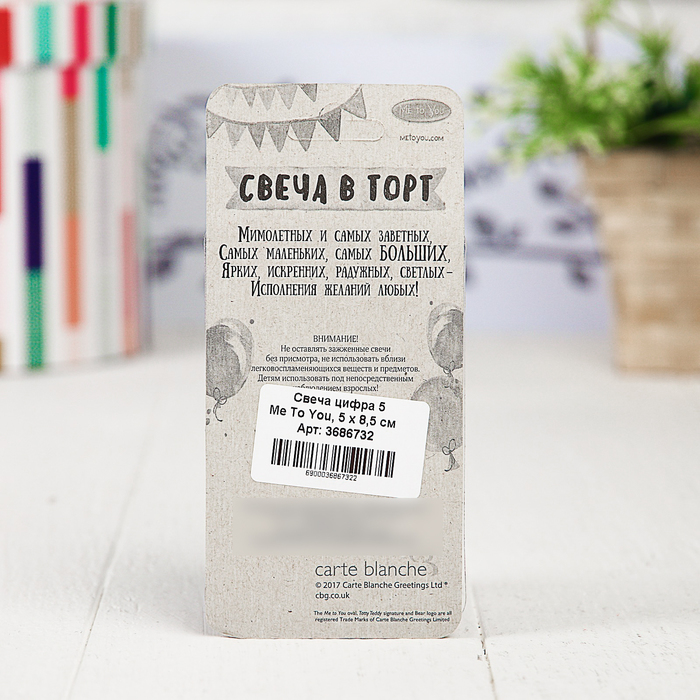 ME TO YOU
METOYOU.COM
СВЕЧА В ТОРТ
Мимолетных и самых заветных,
Самых маленьких, самых БОЛЬШИХ,
Ярких, искренних, радужных, светлых –
Исполнения желаний любых!
ВНИМАНИЕ!
Не оставлять зажженные свечи
без присмотра, не использовать вблизи
легковоспламеняющихся веществ и предметов.
Детям использовать под непосредственным
взрослых!
Свеча цифра 5
Me To You, 5 х 8,5 см
Арт: 3686732
6900036867322
carte blanche
© 2017 Carte Blanche Greetings Ltd ®
cbg.co.uk
The Me to You oval, Tatty Teddy signature and Bear logo are all
registered Trade Marks of Carte Blanche Greetings Limited